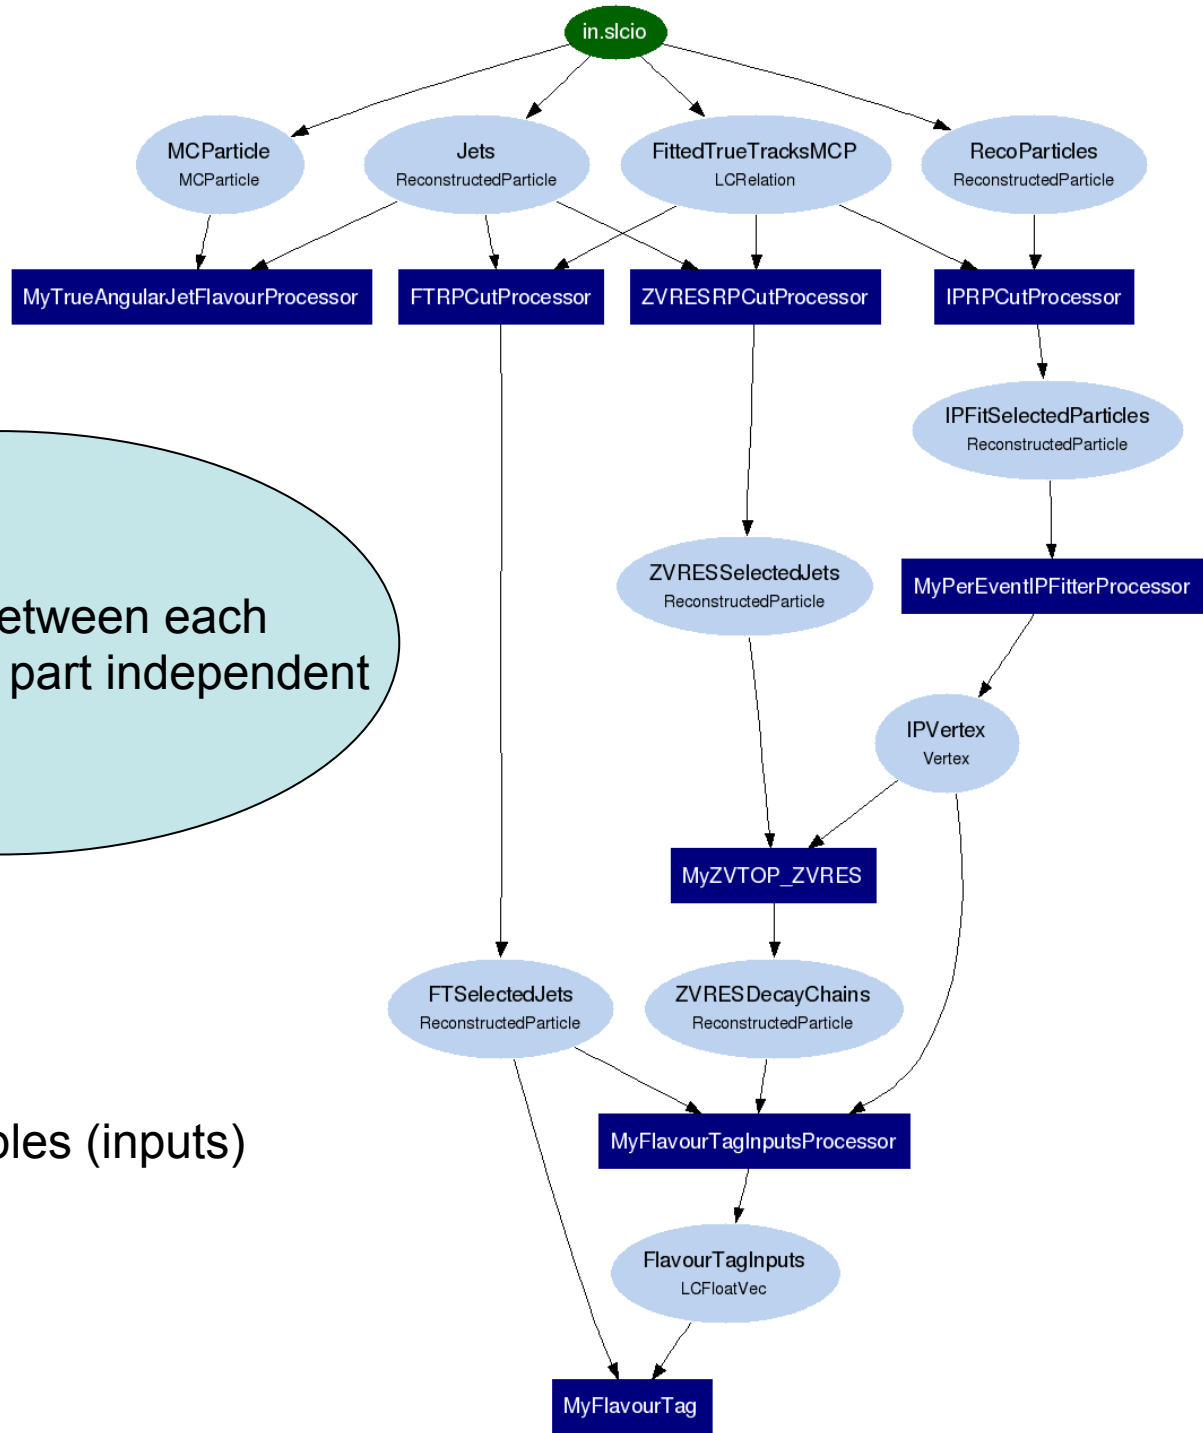 in.slcio
MCParticle
MCParticle
Jets
ReconstructedParticle
FittedTrueTracksMCP
LCRelation
RecoParticles
ReconstructedParticle
MyTrueAngularJetFlavourProcessor
FTRPCutProcessor
ZVRESRPCutProcessor
IPRPCutProcessor
IPFitSelectedParticles
ReconstructedParticle
ZVRESSelectedJets
ReconstructedParticle
MyPerEventIPFitterProcessor
etween each
part independent
IPVertex
Vertex
MyZVTOP_ZVRES
FTSelectedJets
ReconstructedParticle
ZVRESDecayChains
ReconstructedParticle
MyFlavourTagInputsProcessor
les (inputs)
FlavourTagInputs
LCFloatVec
MyFlavourTag